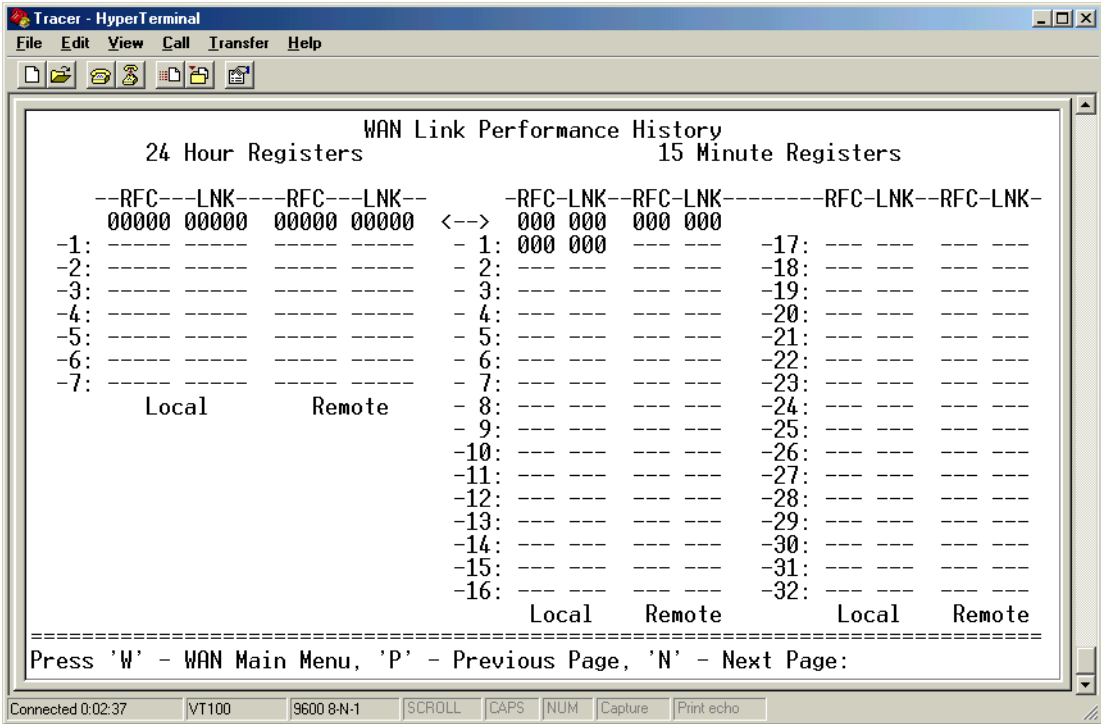 Tracer - HyperTerminal
File Edit View Call Transfer Help
WAN Link Performance History
24 Hour Registers                       15 Minute Registers
--RFC---LNK----RFC---LNK--      -RFC-LNK--RFC-LNK--------RFC-LNK--RFC-LNK-
00000 00000  00000 00000  <-->  000 000  000 000
-1: ----- -----  ----- -----   - 1: 000 000  --- ---   -17: --- ---  --- ---
-2: ----- -----  ----- -----   - 2: --- ---  --- ---   -18: --- ---  --- ---
-3: ----- -----  ----- -----   - 3: --- ---  --- ---   -19: --- ---  --- ---
-4: ----- -----  ----- -----   - 4: --- ---  --- ---   -20: --- ---  --- ---
-5: ----- -----  ----- -----   - 5: --- ---  --- ---   -21: --- ---  --- ---
-6: ----- -----  ----- -----   - 6: --- ---  --- ---   -22: --- ---  --- ---
-7: ----- -----  ----- -----   - 7: --- ---  --- ---   -23: --- ---  --- ---
Local        Remote     - 8: --- ---  --- ---   -24: --- ---  --- ---
- 9: --- ---  --- ---   -25: --- ---  --- ---
-10: --- ---  --- ---   -26: --- ---  --- ---
-11: --- ---  --- ---   -27: --- ---  --- ---
-12: --- ---  --- ---   -28: --- ---  --- ---
-13: --- ---  --- ---   -29: --- ---  --- ---
-14: --- ---  --- ---   -30: --- ---  --- ---
-15: --- ---  --- ---   -31: --- ---  --- ---
-16: --- ---  --- ---   -32: --- ---  --- ---
Local    Remote         Local    Remote
===============================================================================
Press 'W' - WAN Main Menu, 'P' - Previous Page, 'N' - Next Page:
Connected 0:02:37 VT100 9600 8-N-1 SCROLL CAPS NUM Capture Print echo